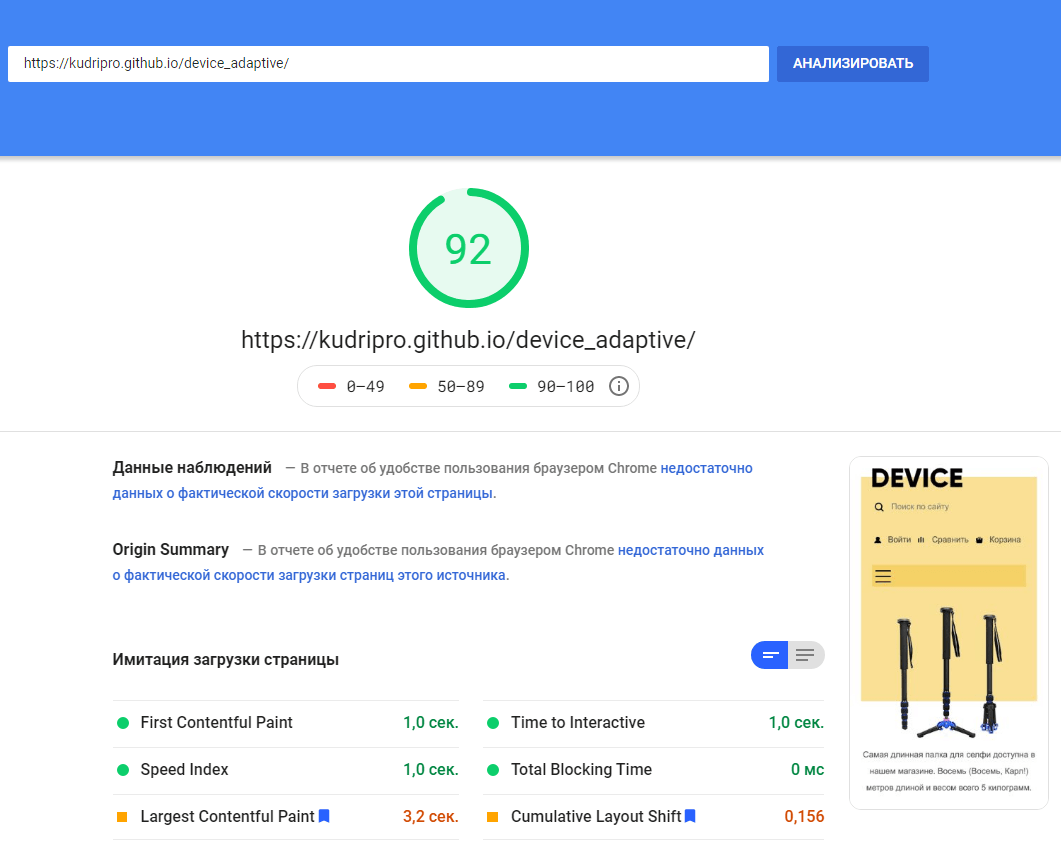 https://kudripro.github.io/device_adaptive/
АНАЛИЗИРОВАТЬ
92
https://kudripro.github.io/device_adaptive/
0–49 50–89 90–100
Данные наблюдений — В отчете об удобстве пользования браузером Chrome недостаточно
данных о фактической скорости загрузки этой страницы.
Origin Summary — В отчете об удобстве пользования браузером Chrome недостаточно данных
о фактической скорости загрузки страниц этого источника.
Имитация загрузки страницы
First Contentful Paint 1,0 сек.
Time to Interactive 1,0 сек.
Speed Index 1,0 сек.
Total Blocking Time 0 мс
Largest Contentful Paint 3,2 сек.
Cumulative Layout Shift 0,156
DEVICE
Поиск по сайту
Войти Сравнить Корзина
Самая длинная палка для селфи доступна в
нашем магазине. Восемь (Восемь, Карл!)
метров длиной и весом всего 5 килограмм.